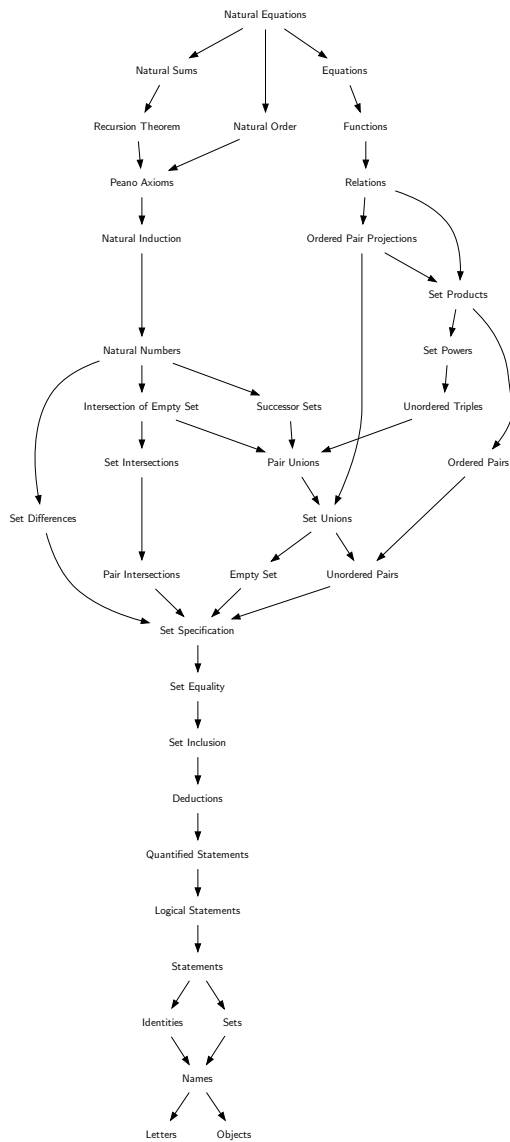 Natural Equations
Natural Sums
Equations
Recursion Theorem
Natural Order
Functions
Peano Axioms
Relations
Natural Induction
Ordered Pair Projections
Set Products
Natural Numbers
Set Powers
Intersection of Empty Set
Successor Sets
Unordered Triples
Set Intersections
Pair Unions
Ordered Pairs
Set Differences
Set Unions
Pair Intersections
Empty Set
Unordered Pairs
Set Specification
Set Equality
Set Inclusion
Deductions
Quantified Statements
Logical Statements
Statements
Identities
Sets
Names
Letters
Objects